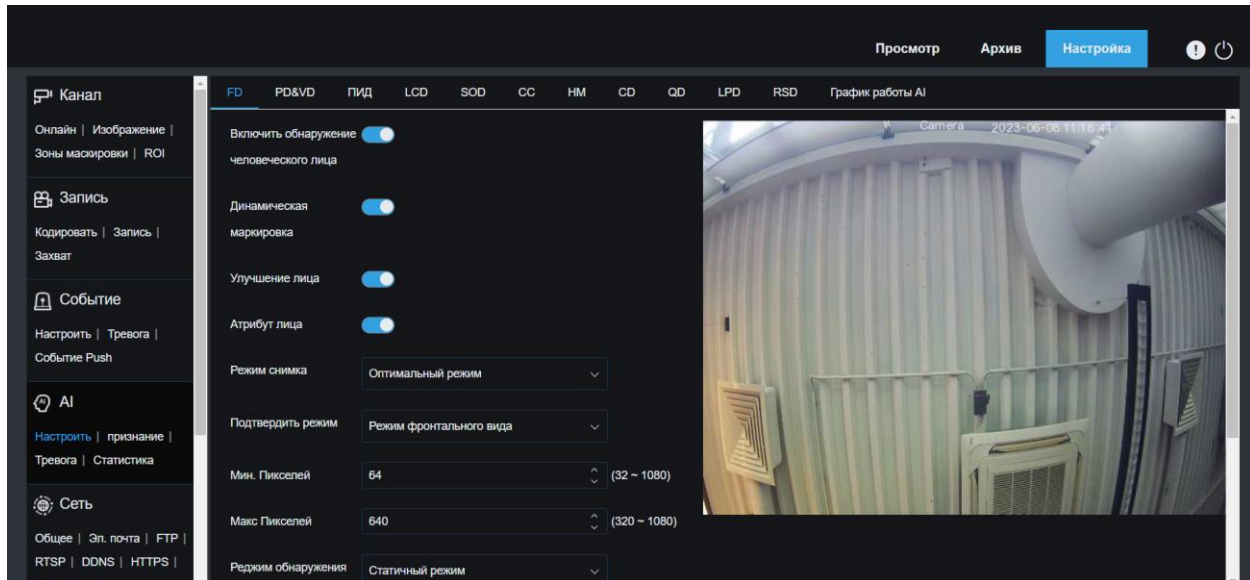 Просмотр Архив Настройка
Канал
Онлайн | Изображение |
Зоны маскировки | ROI
Запись
Кодировать | Запись |
Захват
Событие
Настроить | Тревога |
Событие Push
AI
Настроить | признание |
Тревога | Статистика
Сеть
Общее | Эл. почта | FTP |
RTSP | DDNS | HTTPS |
FD PD&VD ПИД LCD SOD CC HM CD QD LPD RSD График работы AI
Включить обнаружение
человеческого лица
Динамическая
маркировка
Улучшение лица
Атрибут лица
Режим снимка Оптимальный режим
Подтвердить режим Режим фронтального вида
Мин. Пикселей 64 (32 ~ 1080)
Макс Пикселей 640 (320 ~ 1080)
Реджим обнаружения Статичный режим
Camera 2023-06-08 11:16:44